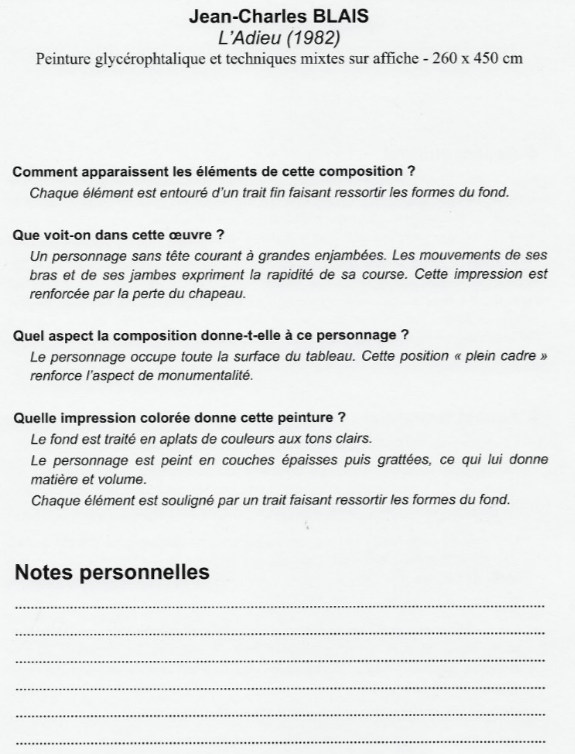 Jean-Charles BLAIS
L'Adieu (1982)
Peinture glycérophtalique et techniques mixtes sur affiche - 260 x 450 cm
Comment apparaissent les éléments de cette composition ?
Chaque élément est entouré d'un trait fin faisant ressortir les formes du fond.
Que voit-on dans cette œuvre ?
Un personnage sans tête courant à grandes enjambées. Les mouvements de ses
bras et de ses jambes expriment la rapidité de sa course. Cette impression est
renforcée par la perte du chapeau.
Quel aspect la composition donne-t-elle à ce personnage ?
Le personnage occupe toute la surface du tableau. Cette position « plein cadre »
renforce l'aspect de monumentalité.
Quelle impression colorée donne cette peinture ?
Le fond est traité en aplats de couleurs aux tons clairs.
Le personnage est peint en couches épaisses puis grattées, ce qui lui donne
matière et volume.
Chaque élément est souligné par un trait faisant ressortir les formes du fond.
Notes personnelles